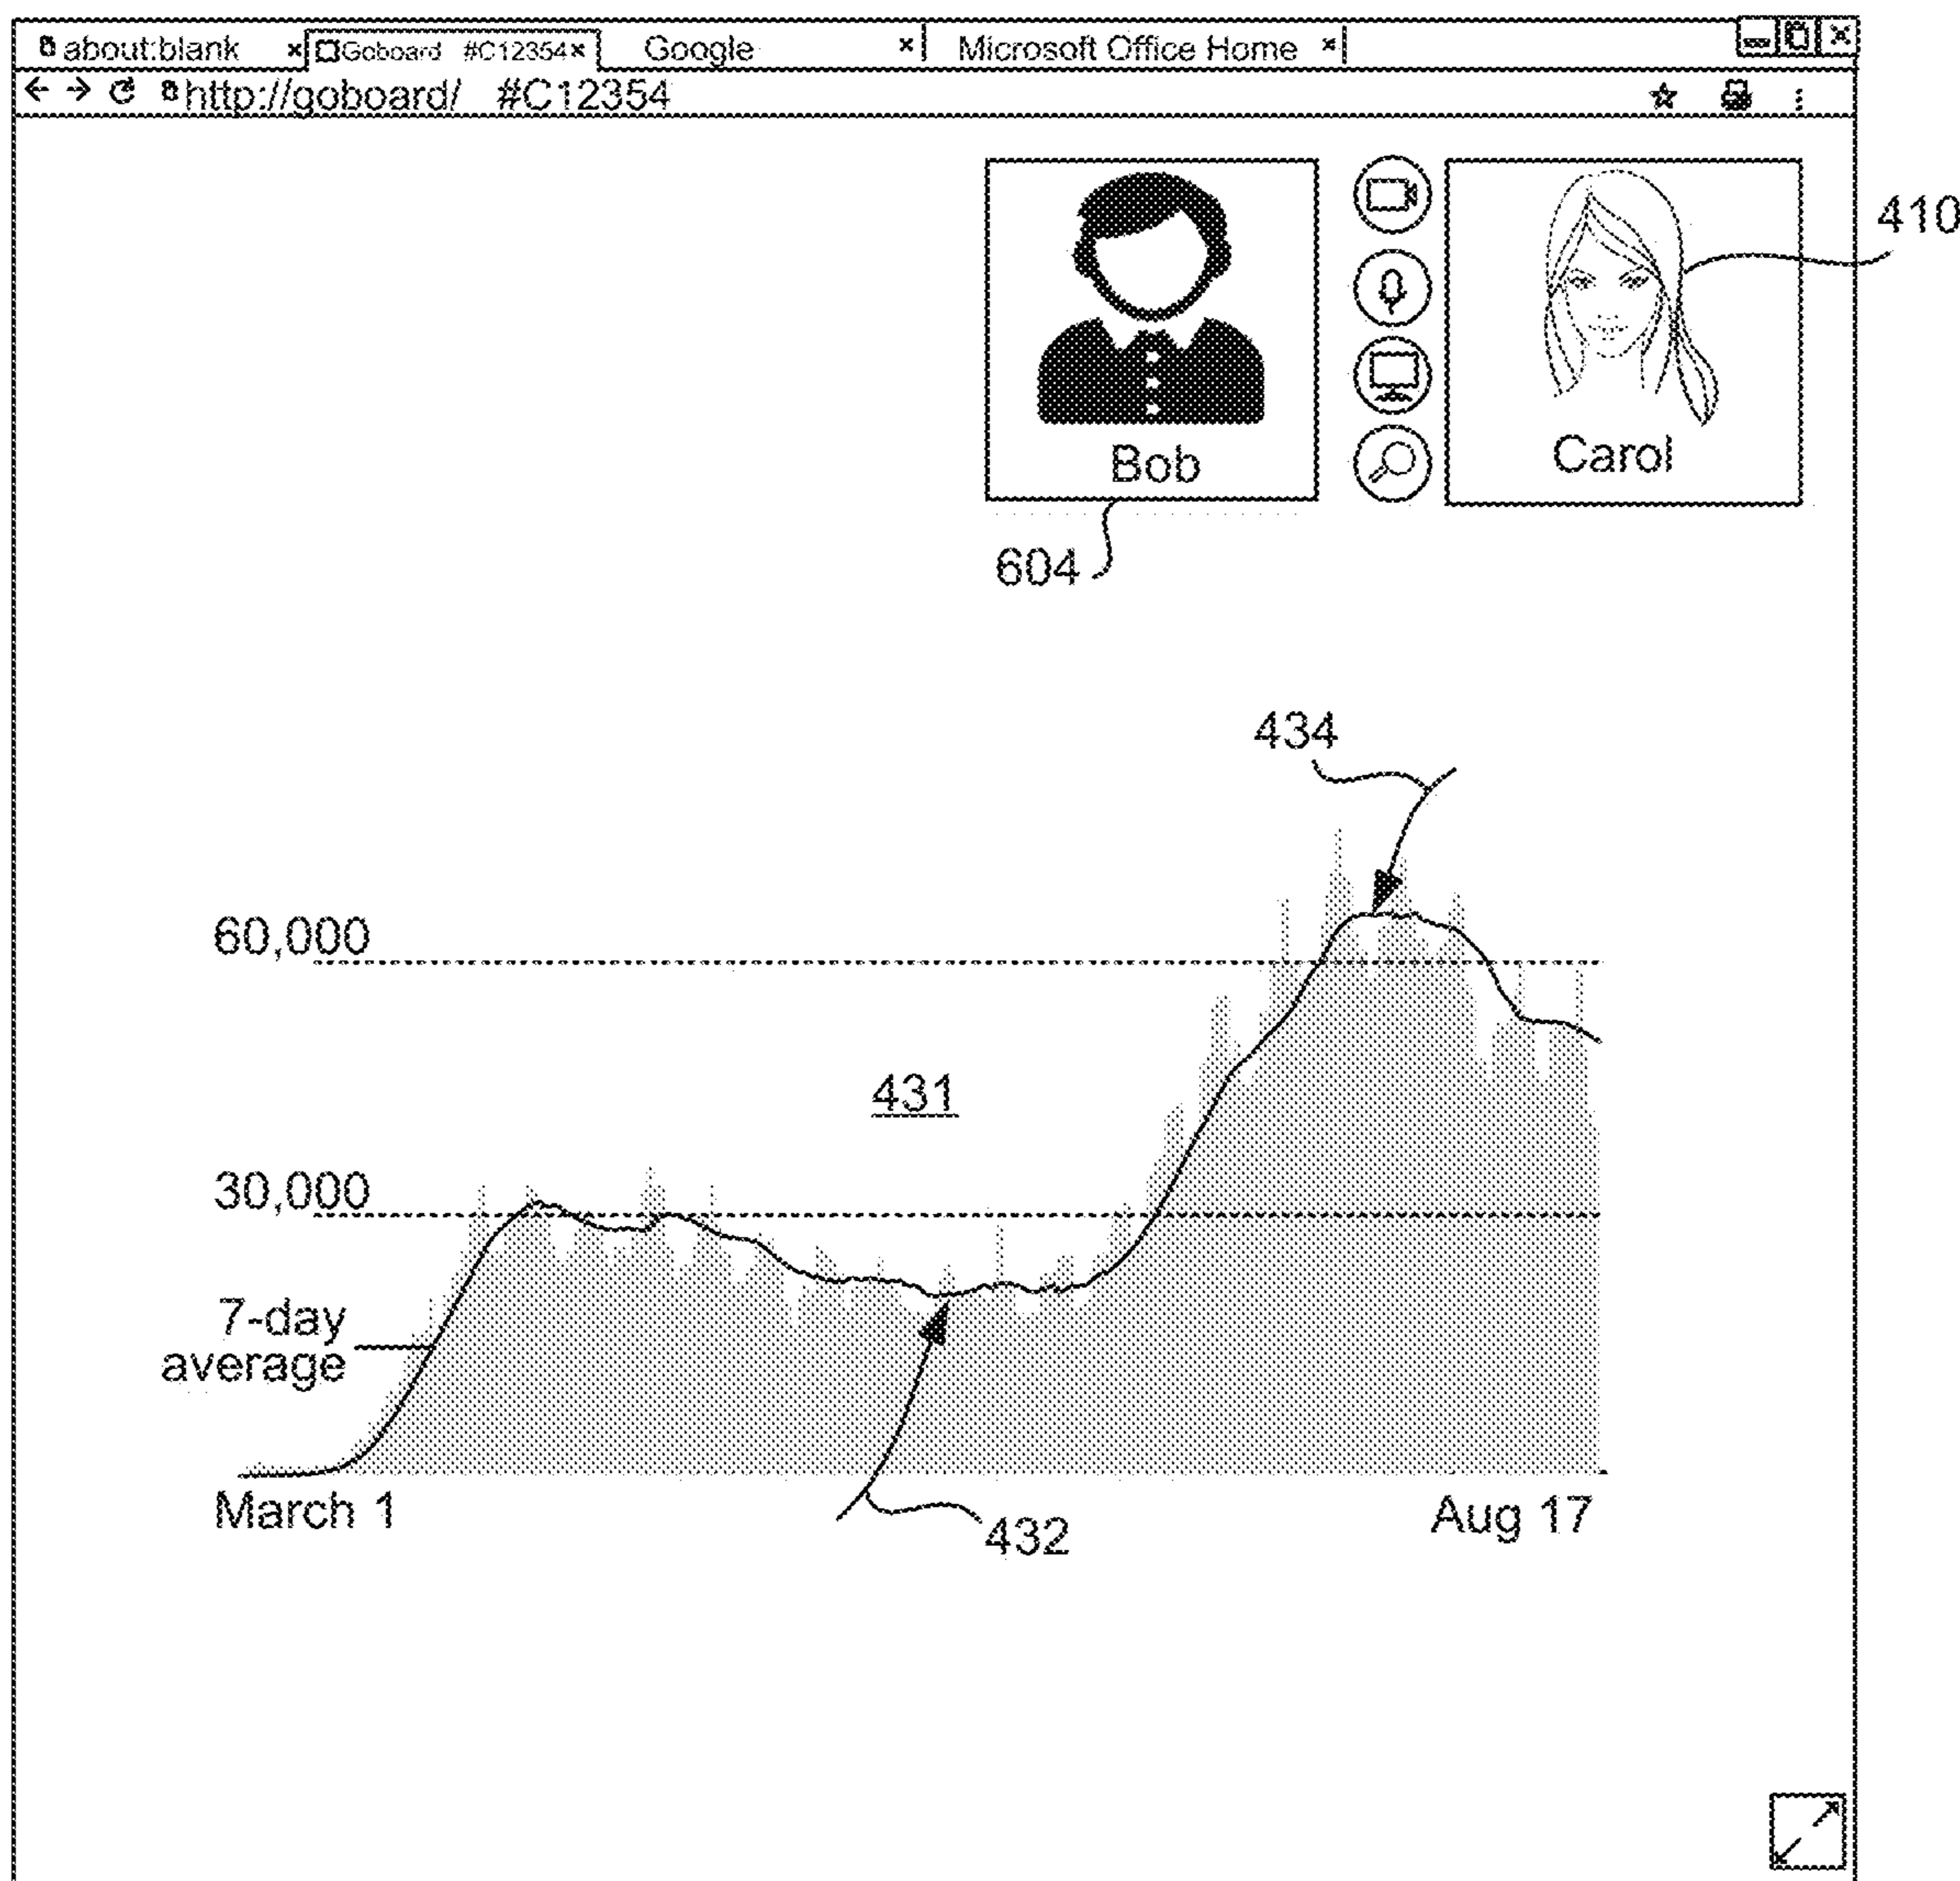 about:blank
Goboard #C12354
Google
Microsoft Office Home
http://goboard/ #C12354
410
Bob
Carol
604
434
60,000
431
30,000
7-day
average
March 1
Aug 17
432